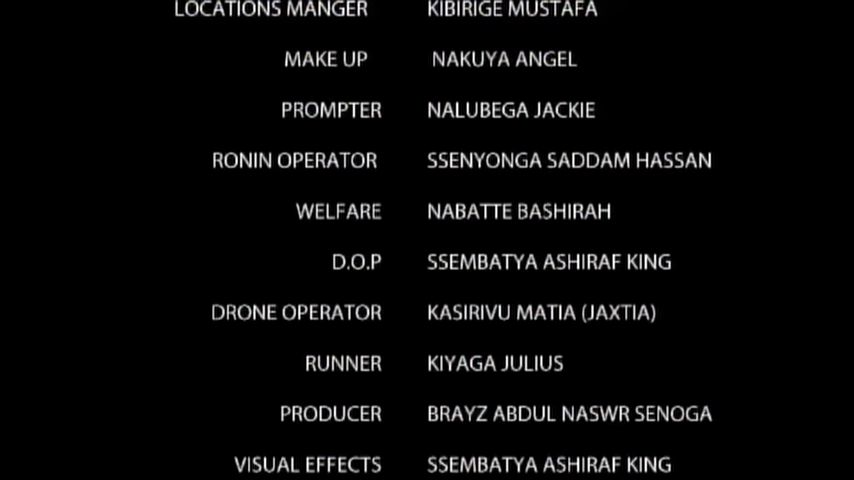 LOCATIONS MANGER KIBIRIGE MUSTAFA
MAKE UP NAKUYA ANGEL
PROMPTER NALUBEGA JACKIE
RONIN OPERATOR SSENYONGA SADDAM HASSAN
WELFARE NABATTE BASHIRAH
D.O.P SSEMBATYA ASHIRAF KING
DRONE OPERATOR KASIRIVU MATIA (JAXTIA)
RUNNER KIYAGA JULIUS
PRODUCER BRAYZ ABDUL NASWR SENOGA
VISUAL EFFECTS SSEMBATYA ASHIRAF KING